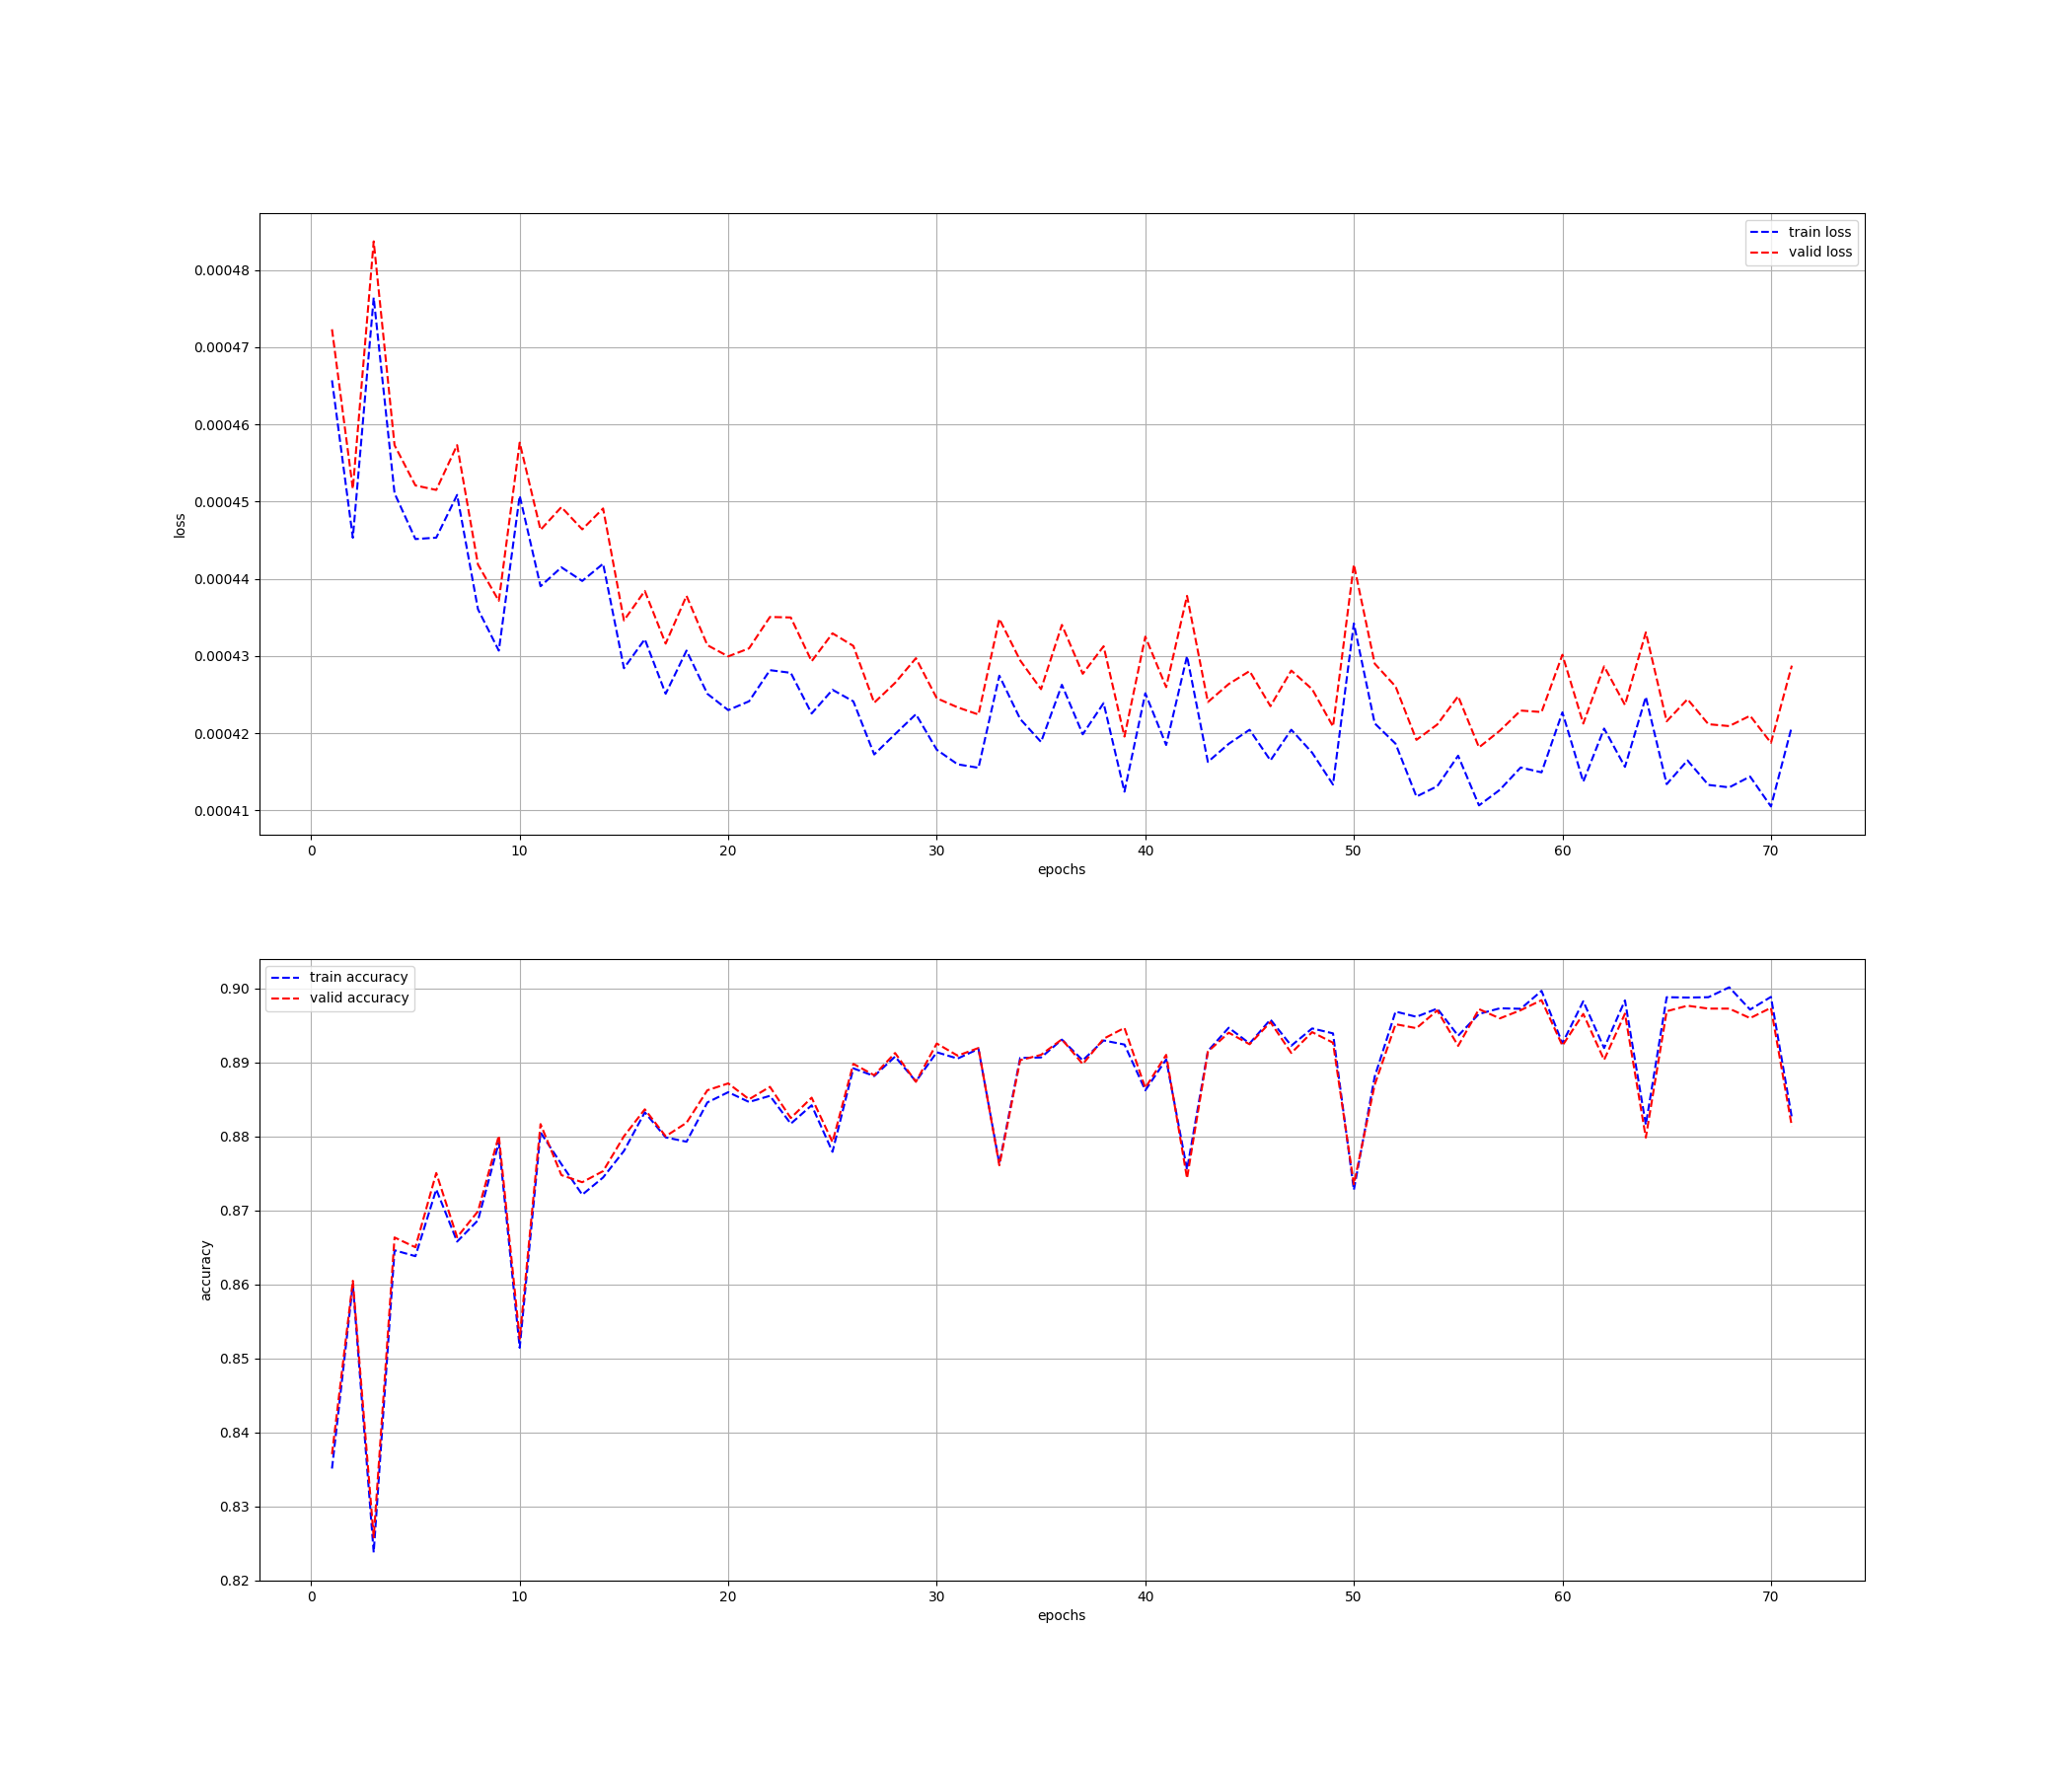 train loss
valid loss
0.00048
0.00047
0.00046
0.00045
0.00044
0.00043
0.00042
0.00041
loss
0 10 20 30 40 50 60 70
epochs
train accuracy
valid accuracy
0.90
0.89
0.88
0.87
0.86
0.85
0.84
0.83
0.82
accuracy
0 10 20 30 40 50 60 70
epochs